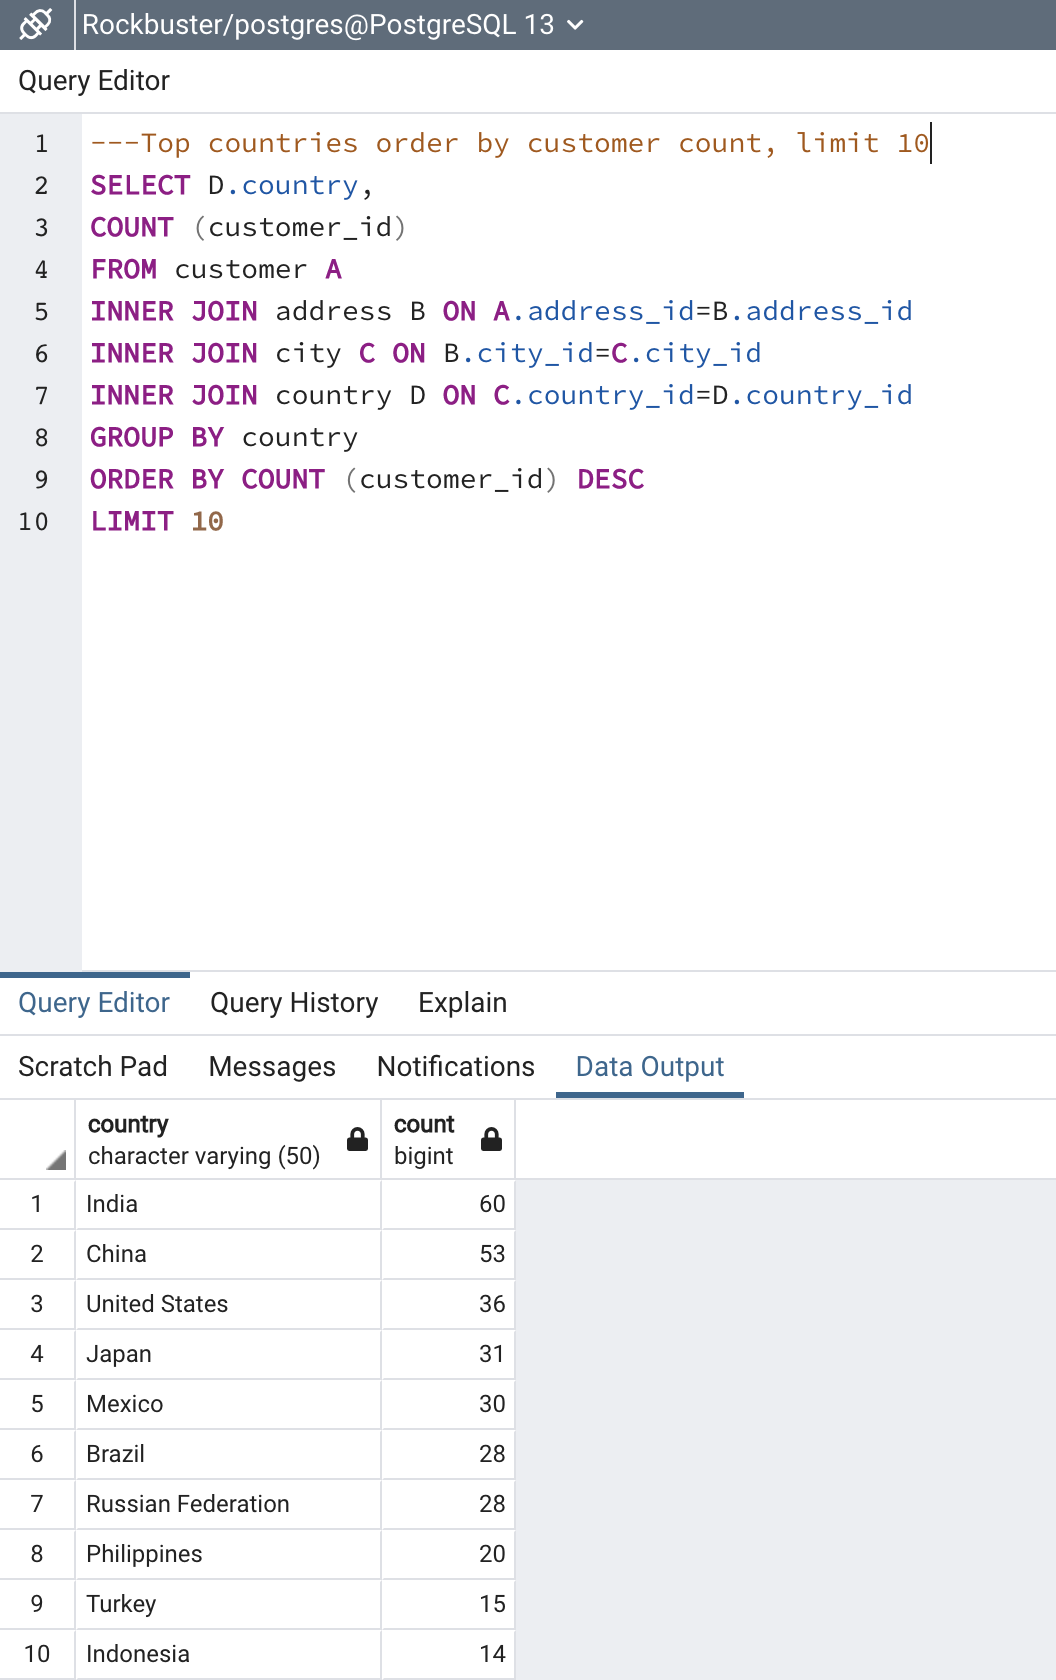 Rockbuster/postgres@PostgreSQL 13
Query Editor
1 ---Top countries order by customer count, limit 10
2 SELECT D.country,
3 COUNT (customer_id)
4 FROM customer A
5 INNER JOIN address B ON A.address_id=B.address_id
6 INNER JOIN city C ON B.city_id=C.city_id
7 INNER JOIN country D ON C.country_id=D.country_id
8 GROUP BY country
9 ORDER BY COUNT (customer_id) DESC
10 LIMIT 10
Query Editor Query History Explain
Scratch Pad Messages Notifications Data Output
country count
character varying (50) bigint
1 India 60
2 China 53
3 United States 36
4 Japan 31
5 Mexico 30
6 Brazil 28
7 Russian Federation 28
8 Philippines 20
9 Turkey 15
10 Indonesia 14